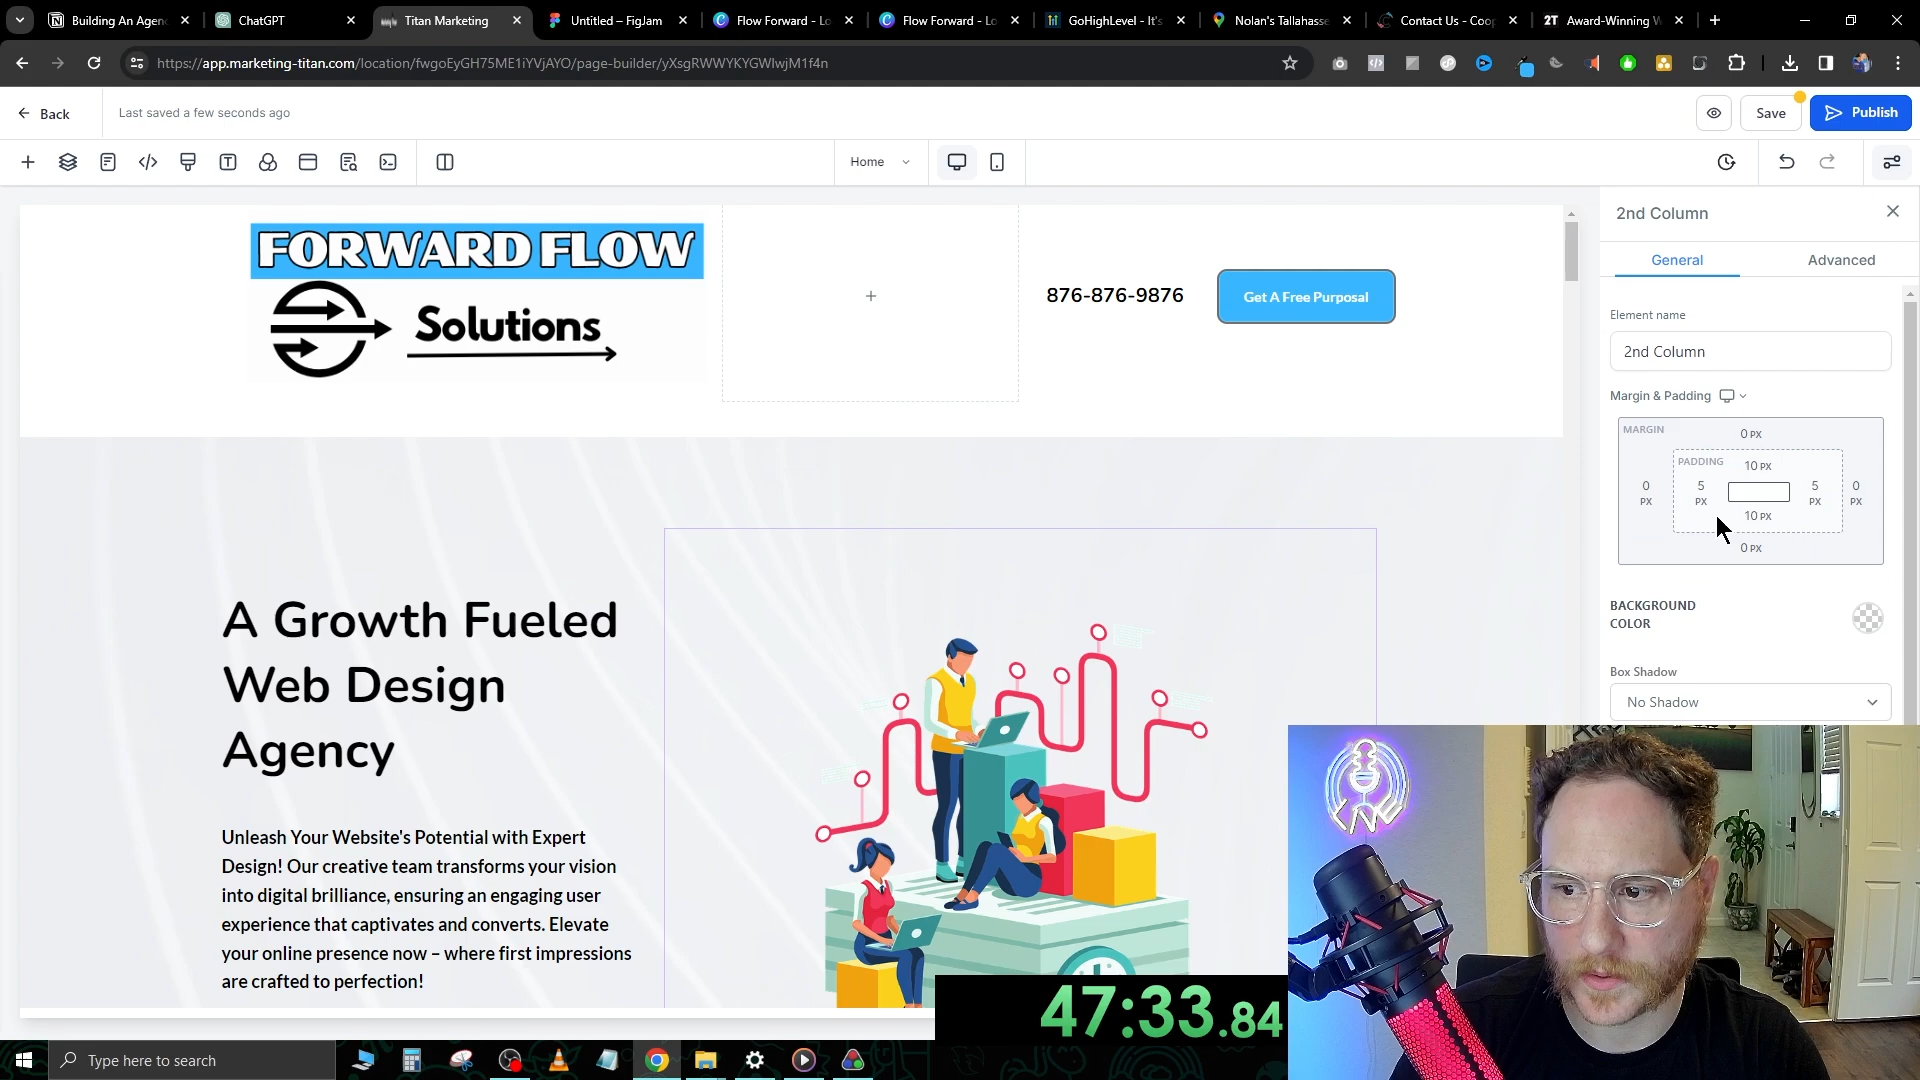 Building An Agen
ChatGPT
Titan Marketing
Untitled – FigJam
Flow Forward - Lo
Flow Forward - Lo
GoHighLevel - It's
Nolan's Tallahasse
Contact Us - Coop
2T Award-Winning W
https://app.marketing-titan.com/location/fwgoEyGH75ME1iYVjAYO/page-builder/yXsgRWWYKYGWlwjM1f4n
Back
Last saved a few seconds ago
Save
Publish
Home
FORWARD FLOW
Solutions
876-876-9876
Get A Free Purposal
A Growth Fueled
Web Design
Agency
Unleash Your Website's Potential with Expert
Design! Our creative team transforms your vision
into digital brilliance, ensuring an engaging user
experience that captivates and converts. Elevate
your online presence now – where first impressions
are crafted to perfection!
2nd Column
General
Advanced
Element name
2nd Column
Margin & Padding
MARGIN
0 PX
PADDING
10 PX
0 PX
5 PX
5 PX
0 PX
10 PX
0 PX
BACKGROUND
COLOR
Box Shadow
No Shadow
47:33.84
Type here to search